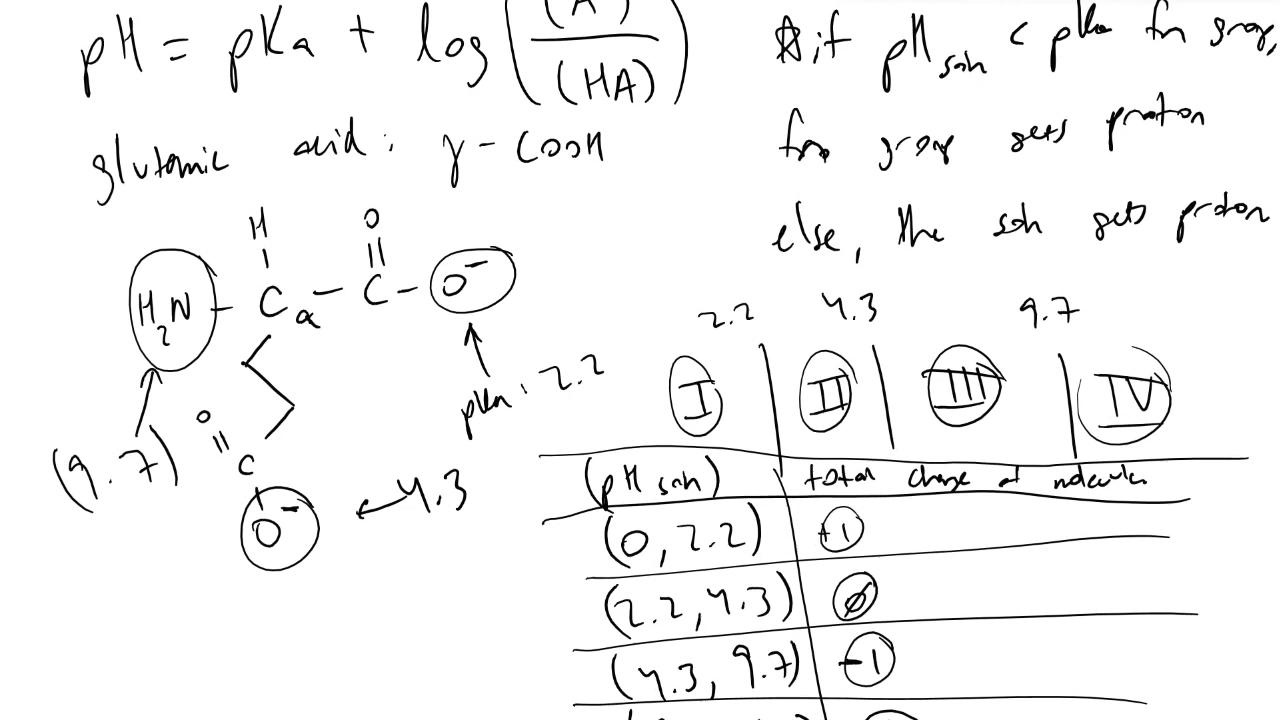 pH = pKa + log ( (A⁻) / (HA) )
glutamic acid: γ-COOH
☆ if pH soln < pKa fn group,
fn group gets proton
else, the soln gets proton
H O
H₂N - Cα - C - O⁻
pKa: 2.2
O
(9.7) C
O⁻ ← 4.3
2.2 4.3 9.7
I II III IV
(pH soln) total charge of molecule
(0, 2.2) +1
(2.2, 4.3) ∅
(4.3, 9.7) -1